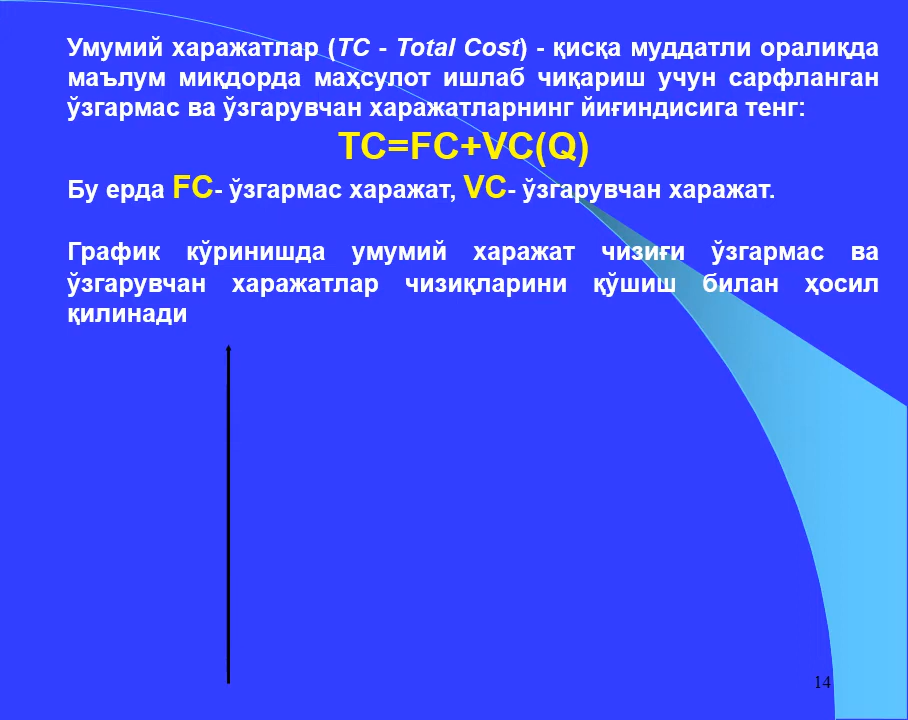 Умумий харажатлар (TC - Total Cost) - қисқа муддатли оралиқда
маълум миқдорда маҳсулот ишлаб чиқариш учун сарфланган
ўзгармас ва ўзгарувчан харажатларнинг йиғиндисига тенг:
TC=FC+VC(Q)
Бу ерда FC- ўзгармас харажат, VC- ўзгарувчан харажат.
График кўринишда умумий харажат чизиғи ўзгармас ва
ўзгарувчан харажатлар чизиқларини қўшиш билан ҳосил
қилинади
14